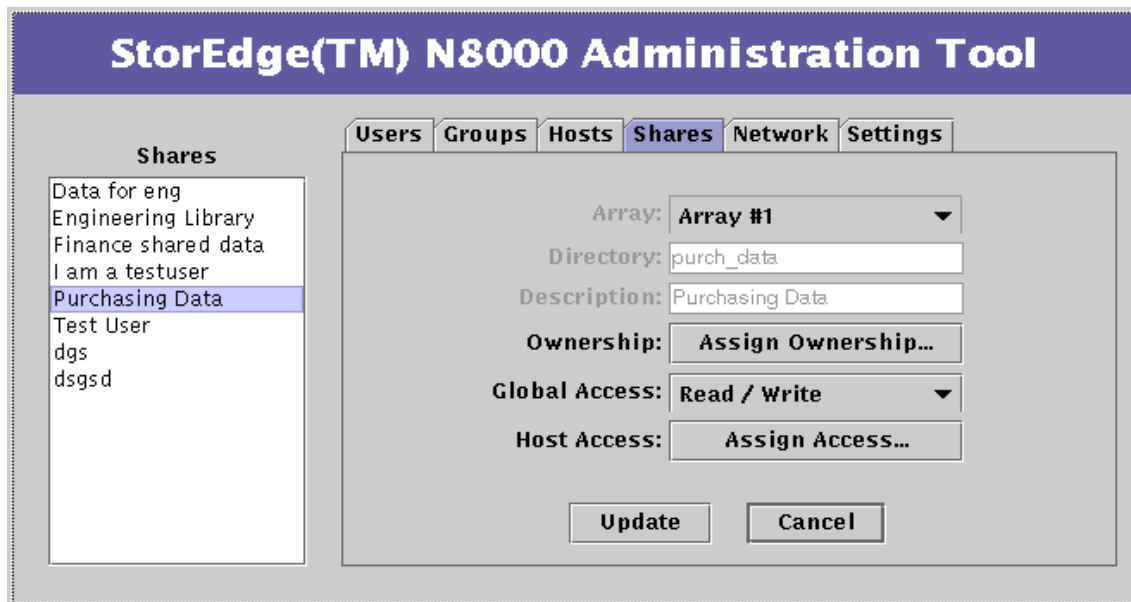 StorEdge(TM) N8000 Administration Tool
Users Groups Hosts Shares Network Settings
Shares
Data for eng
Engineering Library
Finance shared data
I am a testuser
Purchasing Data
Test User
dgs
dsgsd
Array: Array #1
Directory: purch_data
Description: Purchasing Data
Ownership: Assign Ownership...
Global Access: Read / Write
Host Access: Assign Access...
Update Cancel